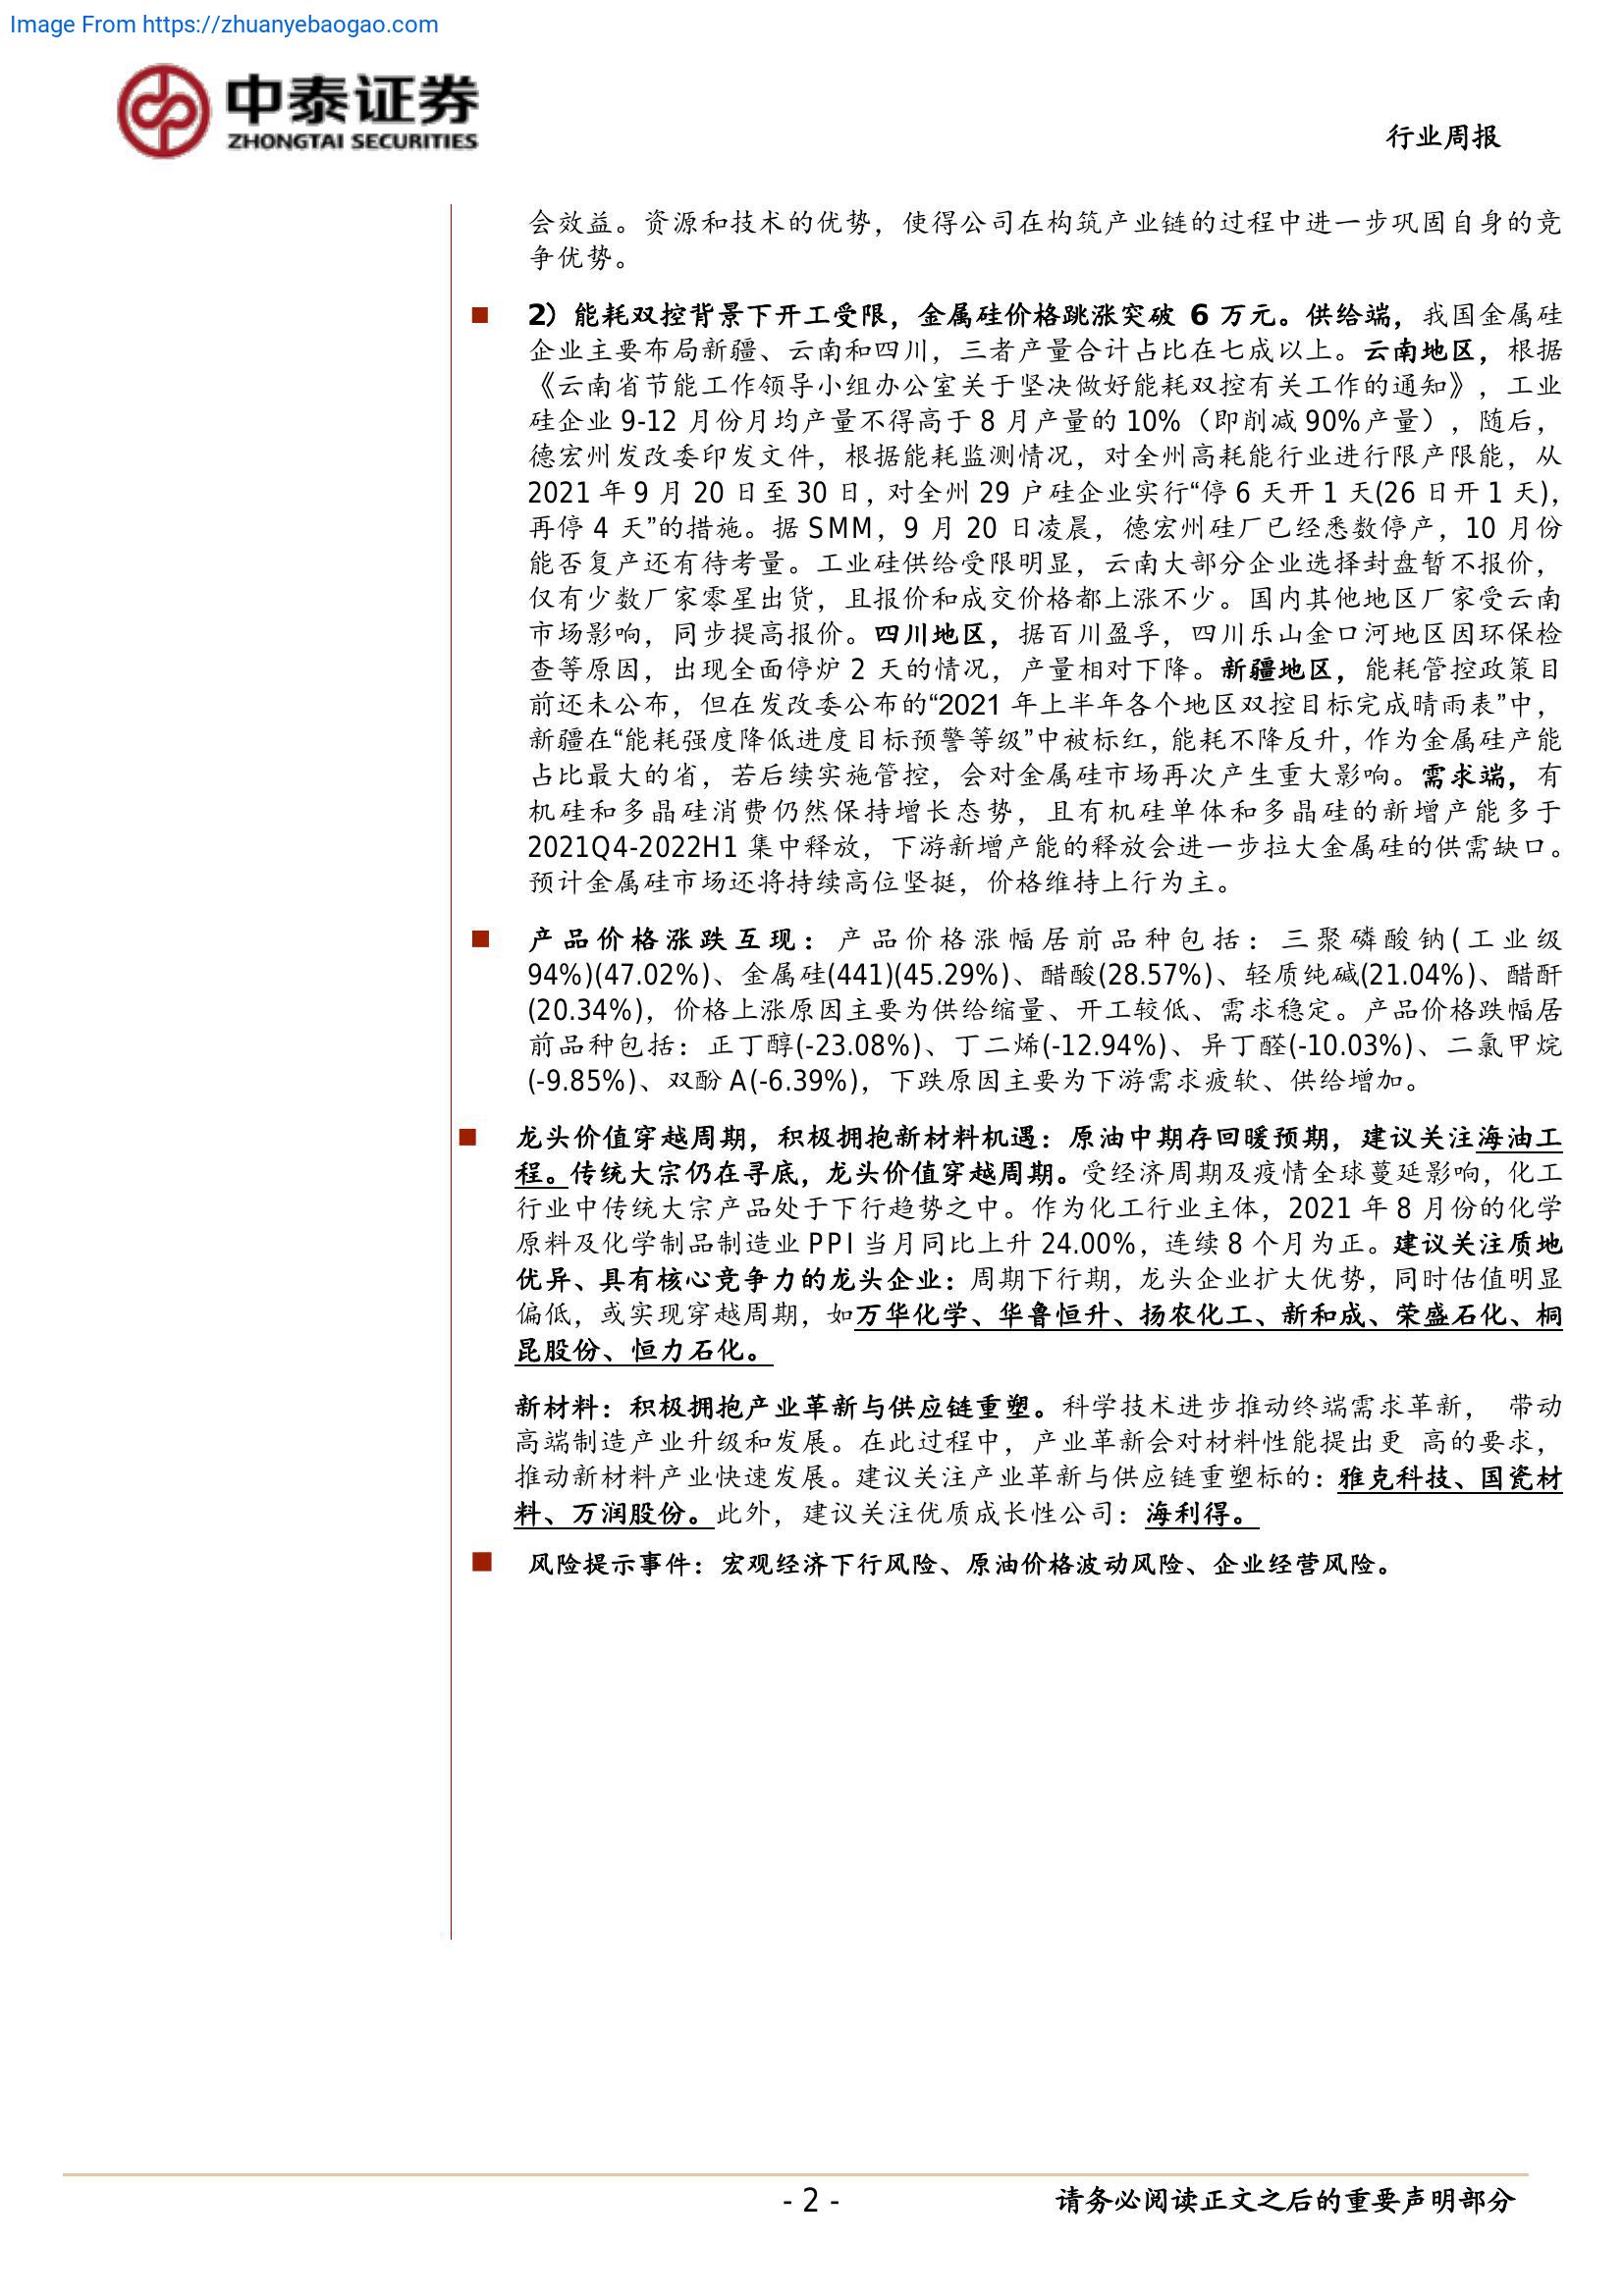 Image From https://zhuanyebaogao.com
中泰证券
ZHONGTAI SECURITIES
行业周报
会效益。资源和技术的优势，使得公司在构筑产业链的过程中进一步巩固自身的竞
争优势。
■ 2）能耗双控背景下开工受限，金属硅价格跳涨突破 6 万元。供给端，我国金属硅
企业主要布局新疆、云南和四川，三者产量合计占比在七成以上。云南地区，根据
《云南省节能工作领导小组办公室关于坚决做好能耗双控有关工作的通知》，工业
硅企业 9-12 月份月均产量不得高于 8 月产量的 10%（即削减 90%产量），随后，
德宏州发改委印发文件，根据能耗监测情况，对全州高耗能行业进行限产限能，从
2021 年 9 月 20 日至 30 日，对全州 29 户硅企业实行“停 6 天开 1 天(26 日开 1 天)，
再停 4 天”的措施。据 SMM，9 月 20 日凌晨，德宏州硅厂已经悉数停产，10 月份
能否复产还有待考量。工业硅供给受限明显，云南大部分企业选择封盘暂不报价，
仅有少数厂家零星出货，且报价和成交价格都上涨不少。国内其他地区厂家受云南
市场影响，同步提高报价。四川地区，据百川盈孚，四川乐山金口河地区因环保检
查等原因，出现全面停炉 2 天的情况，产量相对下降。新疆地区，能耗管控政策目
前还未公布，但在发改委公布的“2021 年上半年各个地区双控目标完成晴雨表”中，
新疆在“能耗强度降低进度目标预警等级”中被标红，能耗不降反升，作为金属硅产能
占比最大的省，若后续实施管控，会对金属硅市场再次产生重大影响。需求端，有
机硅和多晶硅消费仍然保持增长态势，且有机硅单体和多晶硅的新增产能多于
2021Q4-2022H1 集中释放，下游新增产能的释放会进一步拉大金属硅的供需缺口。
预计金属硅市场还将持续高位坚挺，价格维持上行为主。
■ 产品价格涨跌互现：产品价格涨幅居前品种包括：三聚磷酸钠(工业级
94%)(47.02%)、金属硅(441)(45.29%)、醋酸(28.57%)、轻质纯碱(21.04%)、醋酐
(20.34%)，价格上涨原因主要为供给缩量、开工较低、需求稳定。产品价格跌幅居
前品种包括：正丁醇(-23.08%)、丁二烯(-12.94%)、异丁醛(-10.03%)、二氯甲烷
(-9.85%)、双酚 A(-6.39%)，下跌原因主要为下游需求疲软、供给增加。
■ 龙头价值穿越周期，积极拥抱新材料机遇：原油中期存回暖预期，建议关注海油工
程。传统大宗仍在寻底，龙头价值穿越周期。受经济周期及疫情全球蔓延影响，化工
行业中传统大宗产品处于下行趋势之中。作为化工行业主体，2021 年 8 月份的化学
原料及化学制品制造业 PPI 当月同比上升 24.00%，连续 8 个月为正。建议关注质地
优异、具有核心竞争力的龙头企业：周期下行期，龙头企业扩大优势，同时估值明显
偏低，或实现穿越周期，如万华化学、华鲁恒升、扬农化工、新和成、荣盛石化、桐
昆股份、恒力石化。
新材料：积极拥抱产业革新与供应链重塑。科学技术进步推动终端需求革新， 带动
高端制造产业升级和发展。在此过程中，产业革新会对材料性能提出更 高的要求，
推动新材料产业快速发展。建议关注产业革新与供应链重塑标的：雅克科技、国瓷材
料、万润股份。此外，建议关注优质成长性公司：海利得。
■ 风险提示事件：宏观经济下行风险、原油价格波动风险、企业经营风险。
- 2 -
请务必阅读正文之后的重要声明部分